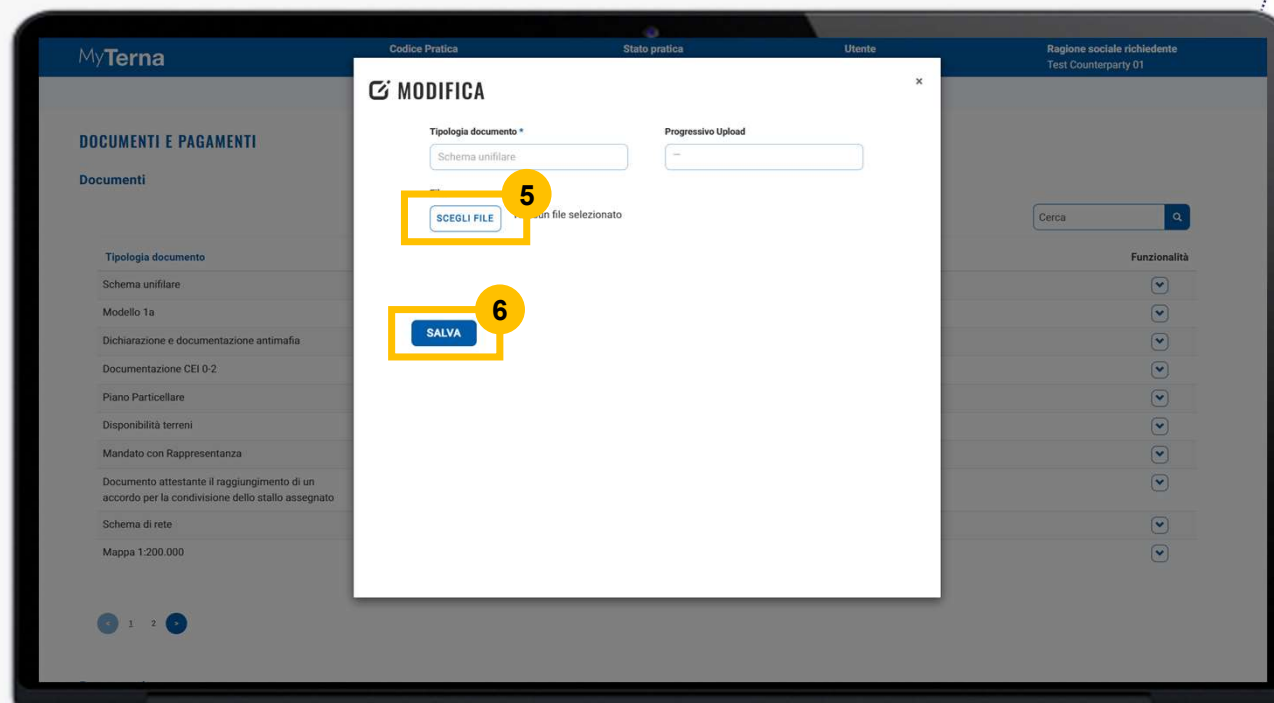 MyTerna
Codice Pratica
Stato pratica
Utente
Ragione sociale richiedente
Test Counterparty 01
MODIFICA
×
Tipologia documento *
Progressivo Upload
Schema unifilare
—
5
SCEGLI FILE
un file selezionato
6
SALVA
DOCUMENTI E PAGAMENTI
Documenti
Cerca
Tipologia documento
Funzionalità
Schema unifilare
Modello 1a
Dichiarazione e documentazione antimafia
Documentazione CEI 0-2
Piano Particellare
Disponibilità terreni
Mandato con Rappresentanza
Documento attestante il raggiungimento di un
accordo per la condivisione dello stallo assegnato
Schema di rete
Mappa 1:200.000
< 1 2 >